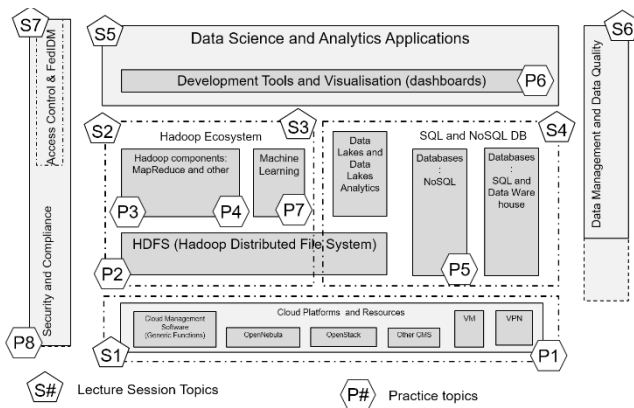 S7
Access Control & FedIDM
Security and Compliance
P8
S5
Data Science and Analytics Applications
Development Tools and Visualisation (dashboards)
P6
S6
Data Management and Data Quality
S2
Hadoop Ecosystem
S3
Hadoop components:
MapReduce and other
P3
P4
Machine
Learning
P7
HDFS (Hadoop Distributed File System)
P2
Data
Lakes and
Data
Lakes
Analytics
SQL and NoSQL DB
S4
Databases
:
NoSQL
P5
Databases
:
SQL and
Data Ware
house
Cloud Platforms and Resources
Cloud Management
Software
(Generic Functions)
OpenNebula
OpenStack
Other CMS
VM
VPN
S1
P1
S#
Lecture Session Topics
P#
Practice topics